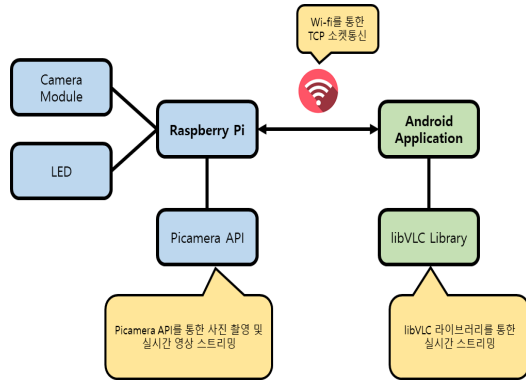 Wi-fi를 통한
TCP 소켓통신
Camera
Module
Raspberry Pi
Android
Application
LED
Picamera API
libVLC Library
Picamera API를 통한 사진 촬영 및
실시간 영상 스트리밍
libVLC 라이브러리를 통한
실시간 스트리밍